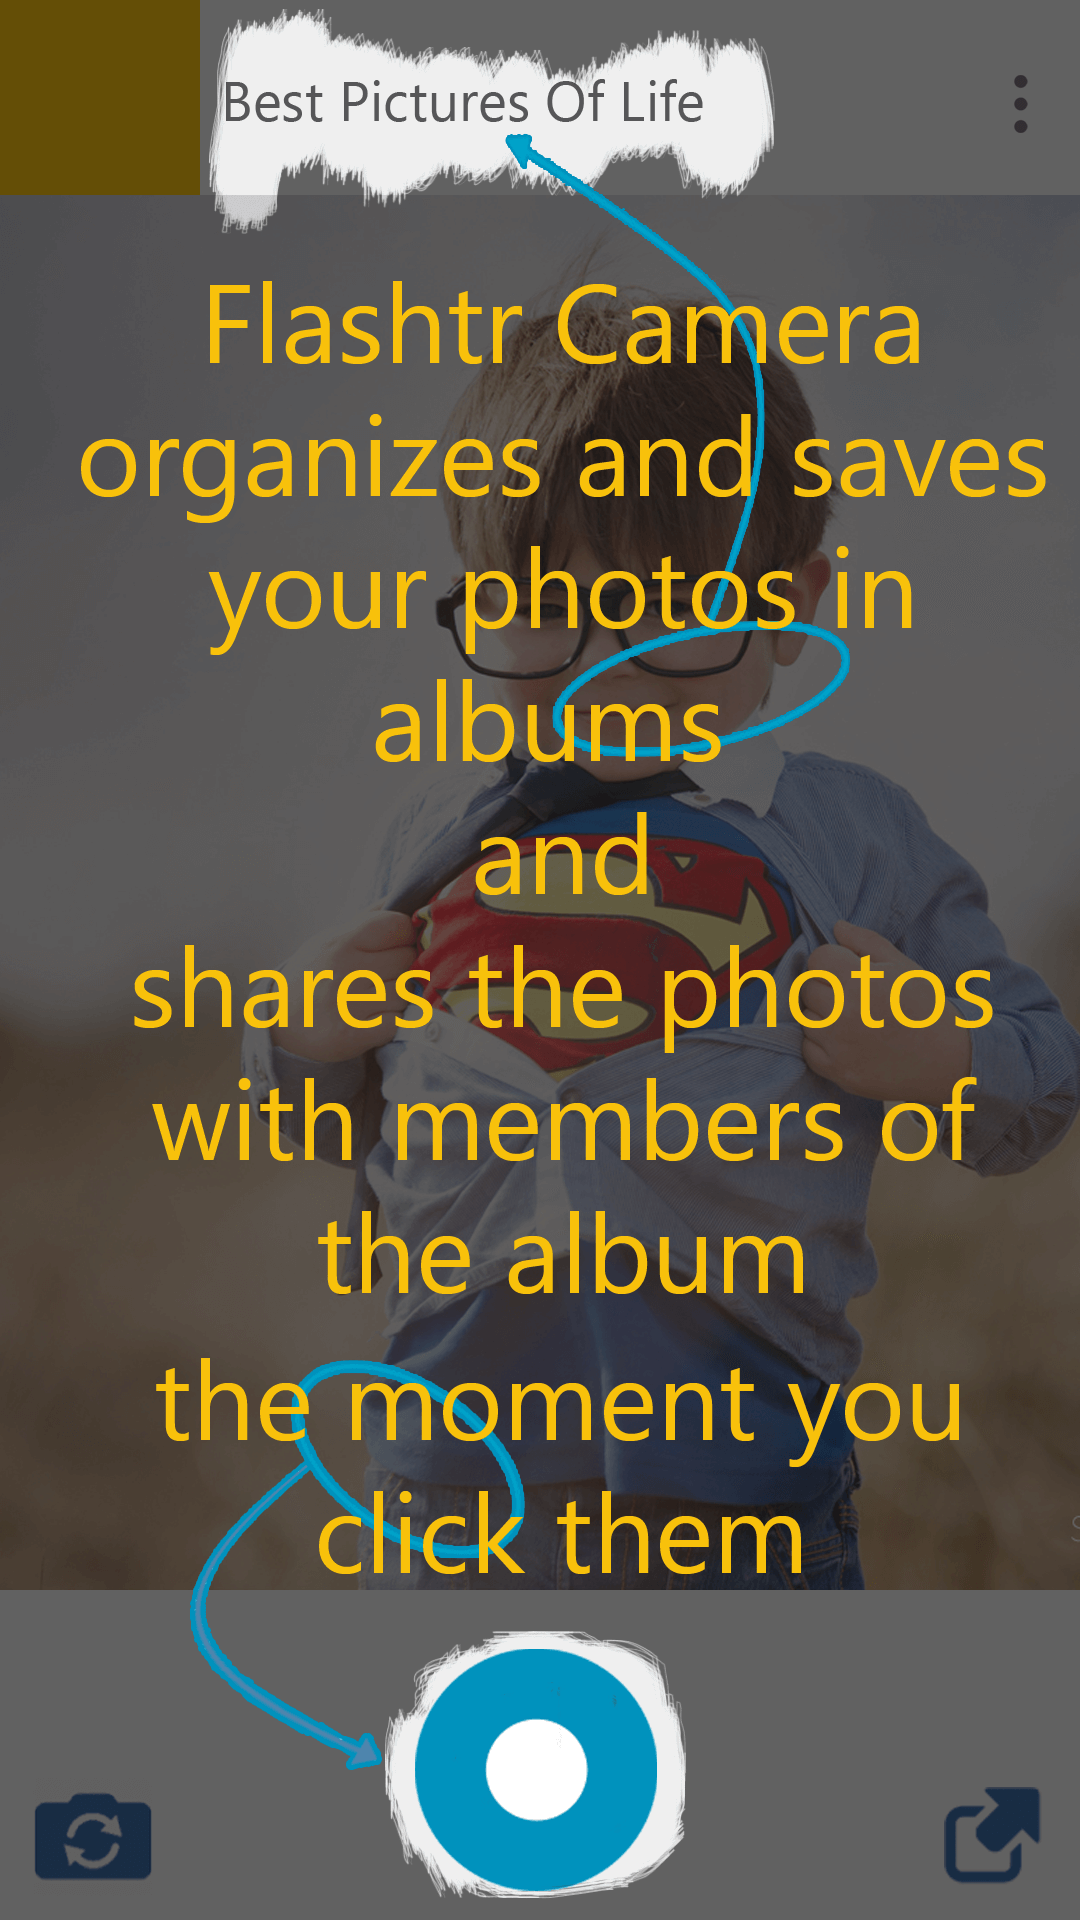 Best Pictures Of Life
Flashtr Camera
organizes and saves
your photos in
albums
and
shares the photos
with members of
the album
the moment you
click them